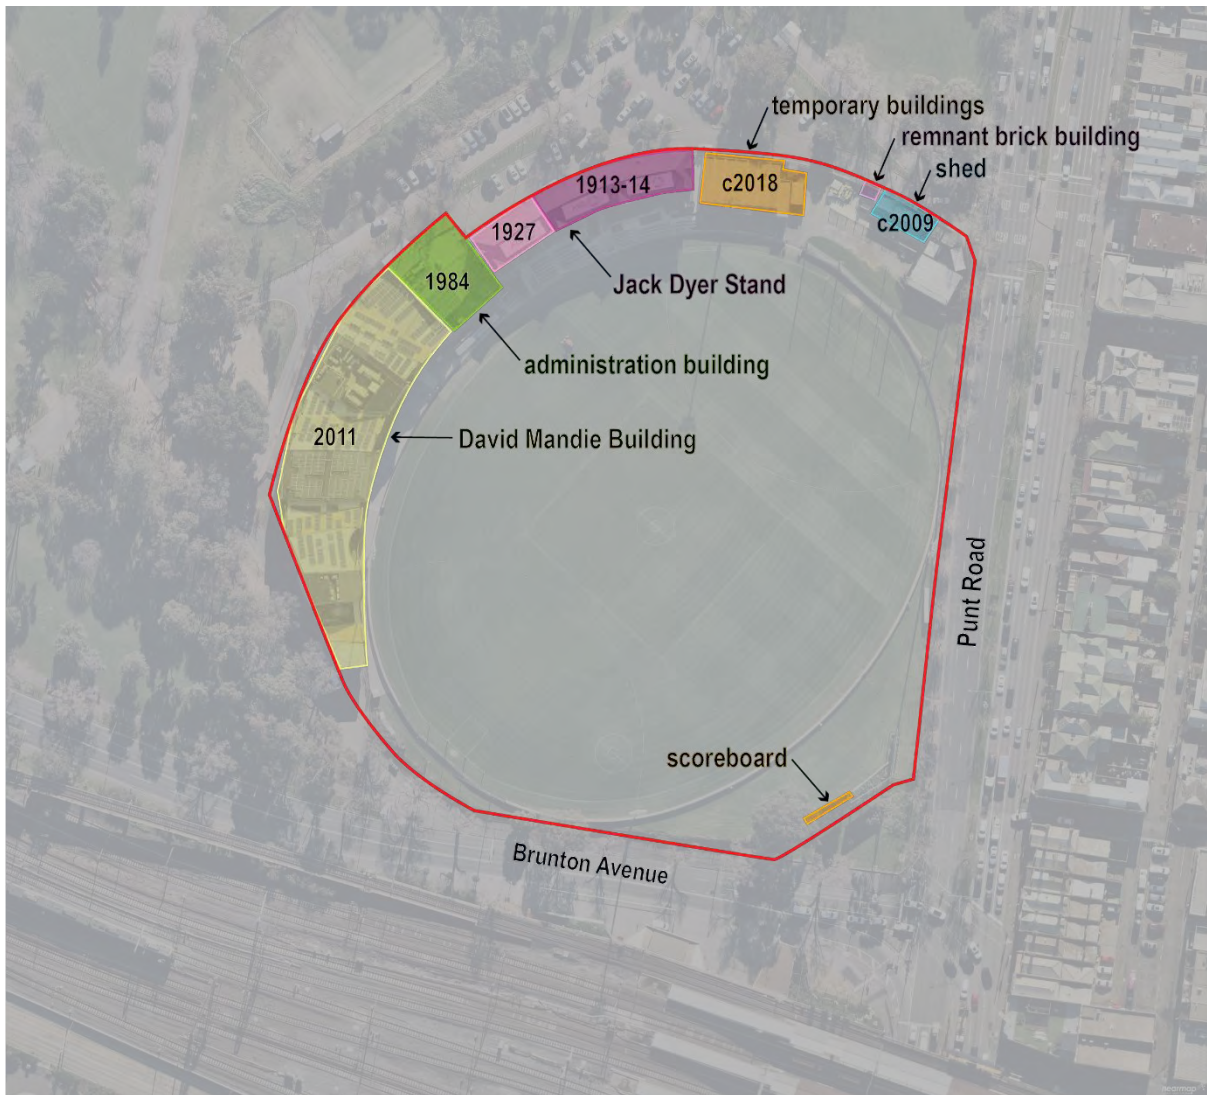 temporary buildings
remnant brick building
shed
1913-14
c2018
c2009
1927
1984
Jack Dyer Stand
administration building
2011
David Mandie Building
Punt Road
scoreboard
Brunton Avenue
nearmap